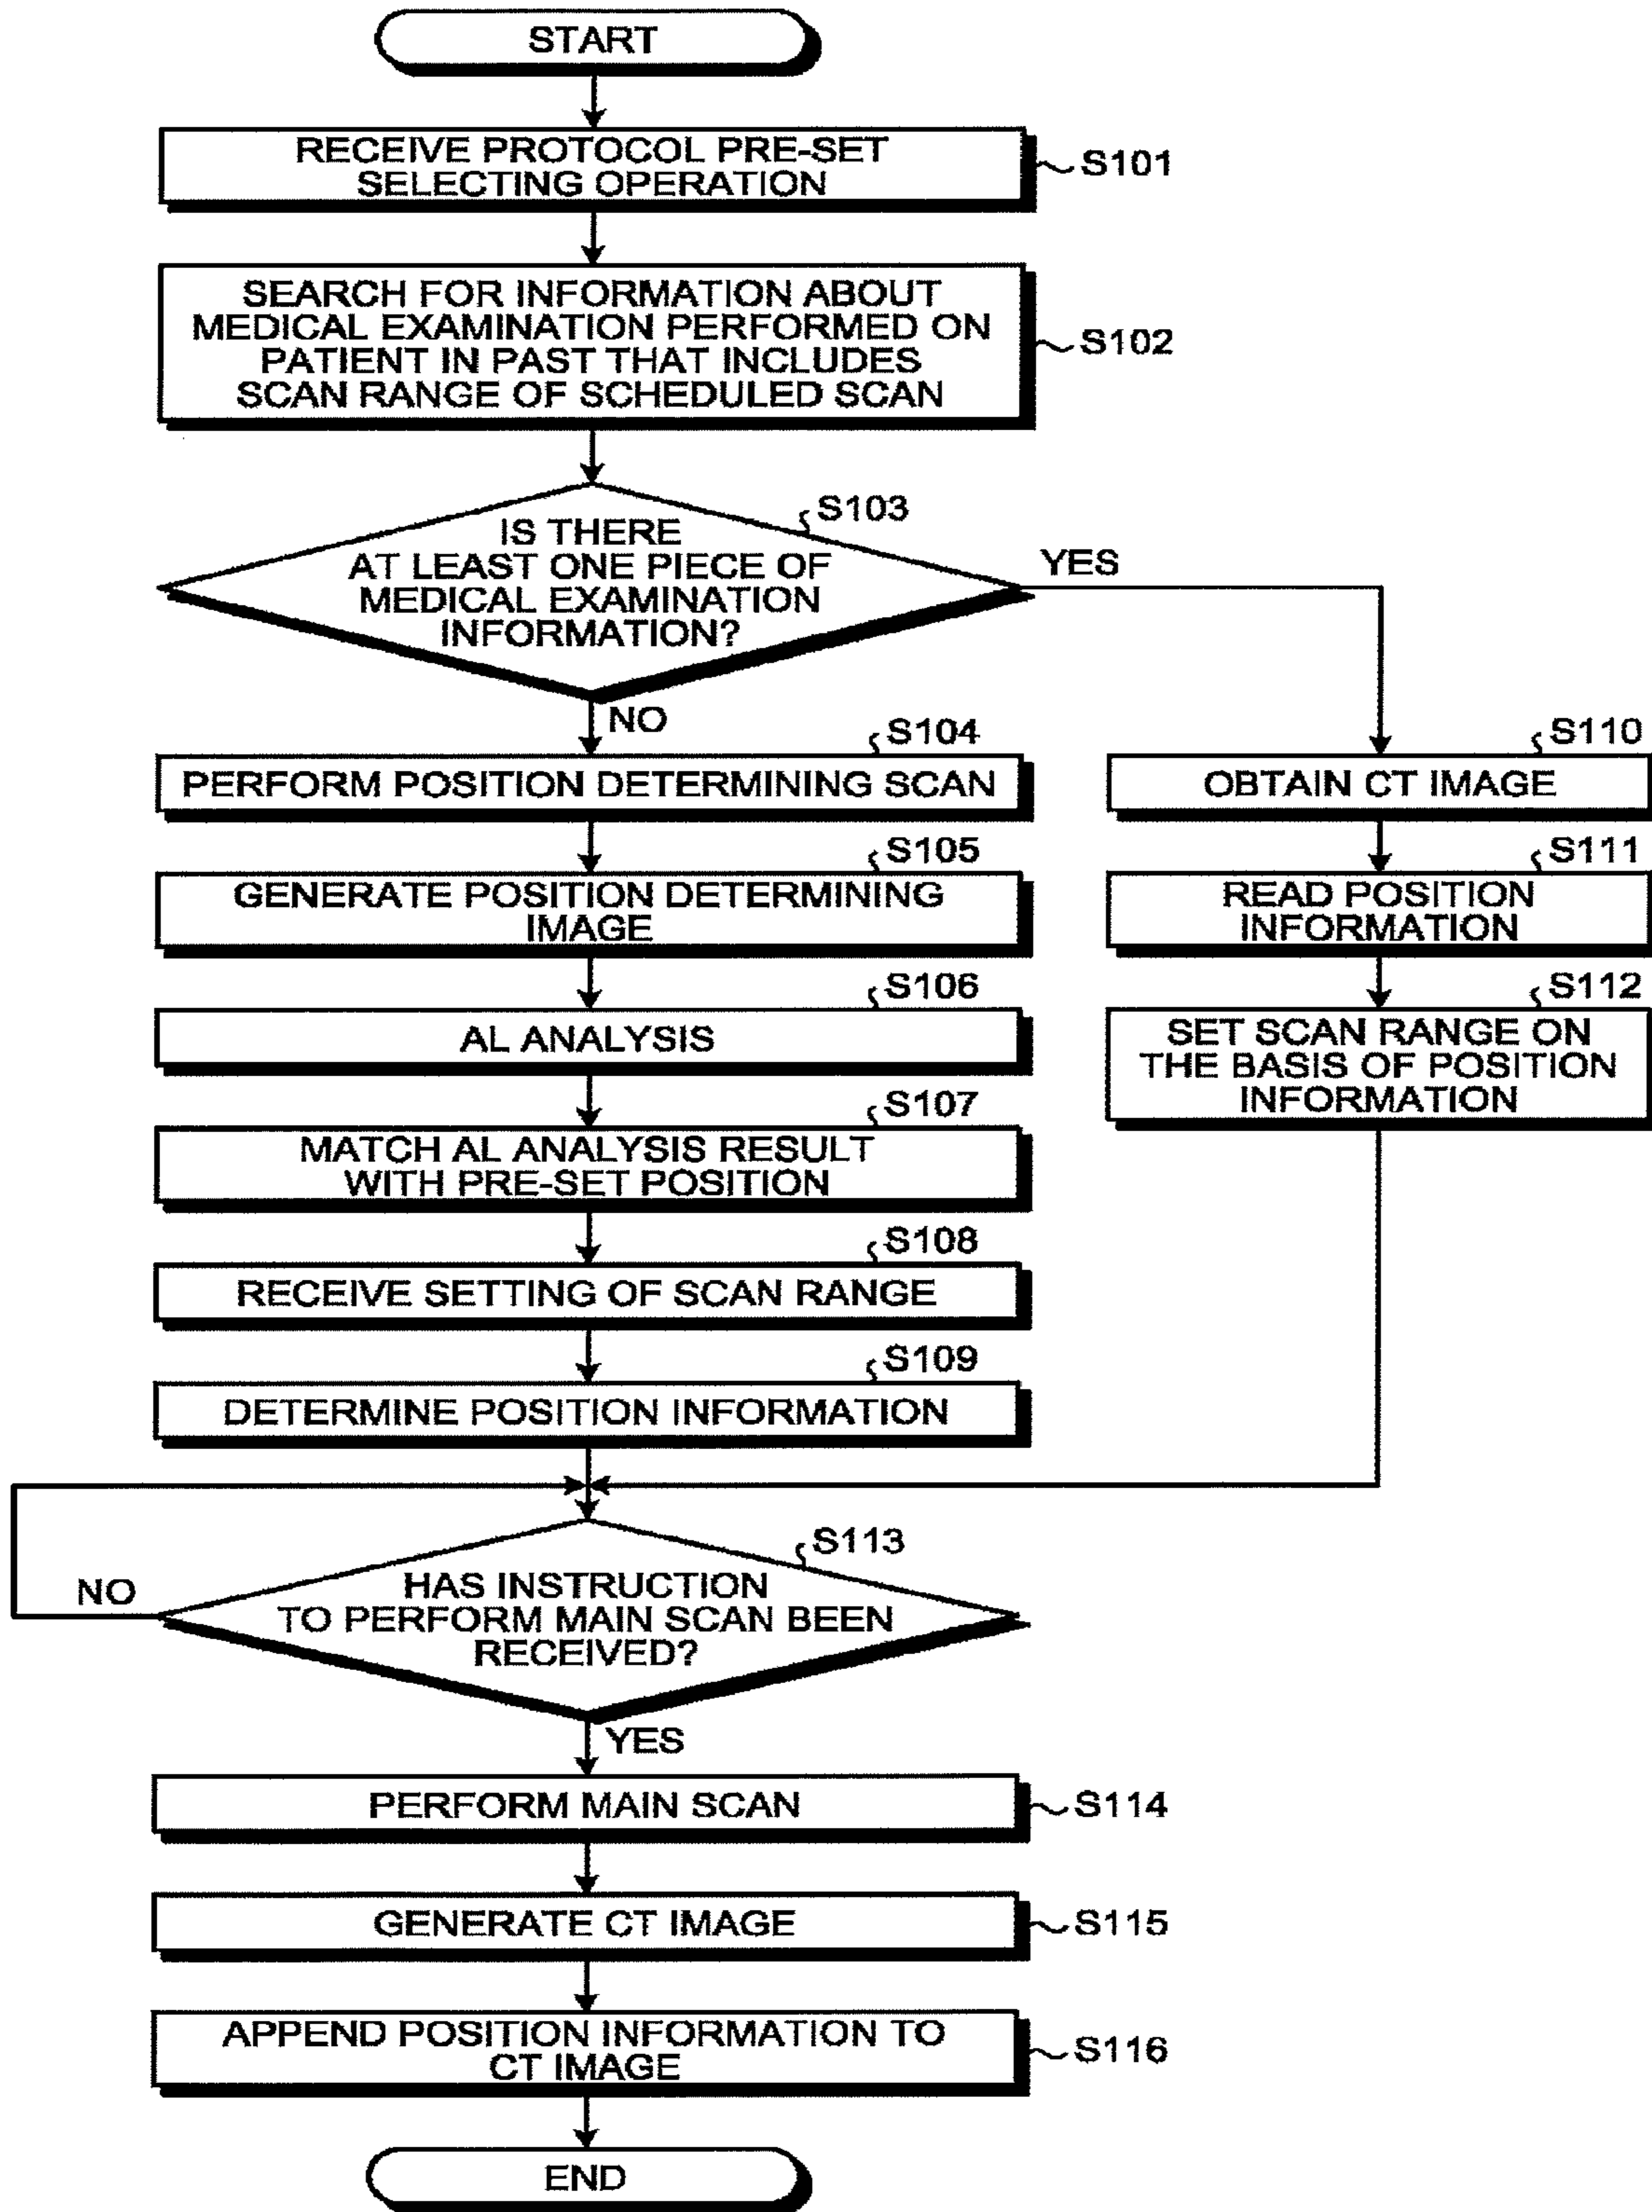 START
RECEIVE PROTOCOL PRE-SET
SELECTING OPERATION
S101
SEARCH FOR INFORMATION ABOUT
MEDICAL EXAMINATION PERFORMED ON
PATIENT IN PAST THAT INCLUDES
SCAN RANGE OF SCHEDULED SCAN
S102
S103
IS THERE
AT LEAST ONE PIECE OF
MEDICAL EXAMINATION
INFORMATION?
YES
NO
S104
PERFORM POSITION DETERMINING SCAN
S105
GENERATE POSITION DETERMINING
IMAGE
S106
AL ANALYSIS
S107
MATCH AL ANALYSIS RESULT
WITH PRE-SET POSITION
S108
RECEIVE SETTING OF SCAN RANGE
S109
DETERMINE POSITION INFORMATION
S110
OBTAIN CT IMAGE
S111
READ POSITION
INFORMATION
S112
SET SCAN RANGE ON
THE BASIS OF POSITION
INFORMATION
S113
HAS INSTRUCTION
TO PERFORM MAIN SCAN BEEN
RECEIVED?
NO
YES
PERFORM MAIN SCAN
S114
GENERATE CT IMAGE
S115
APPEND POSITION INFORMATION TO
CT IMAGE
S116
END